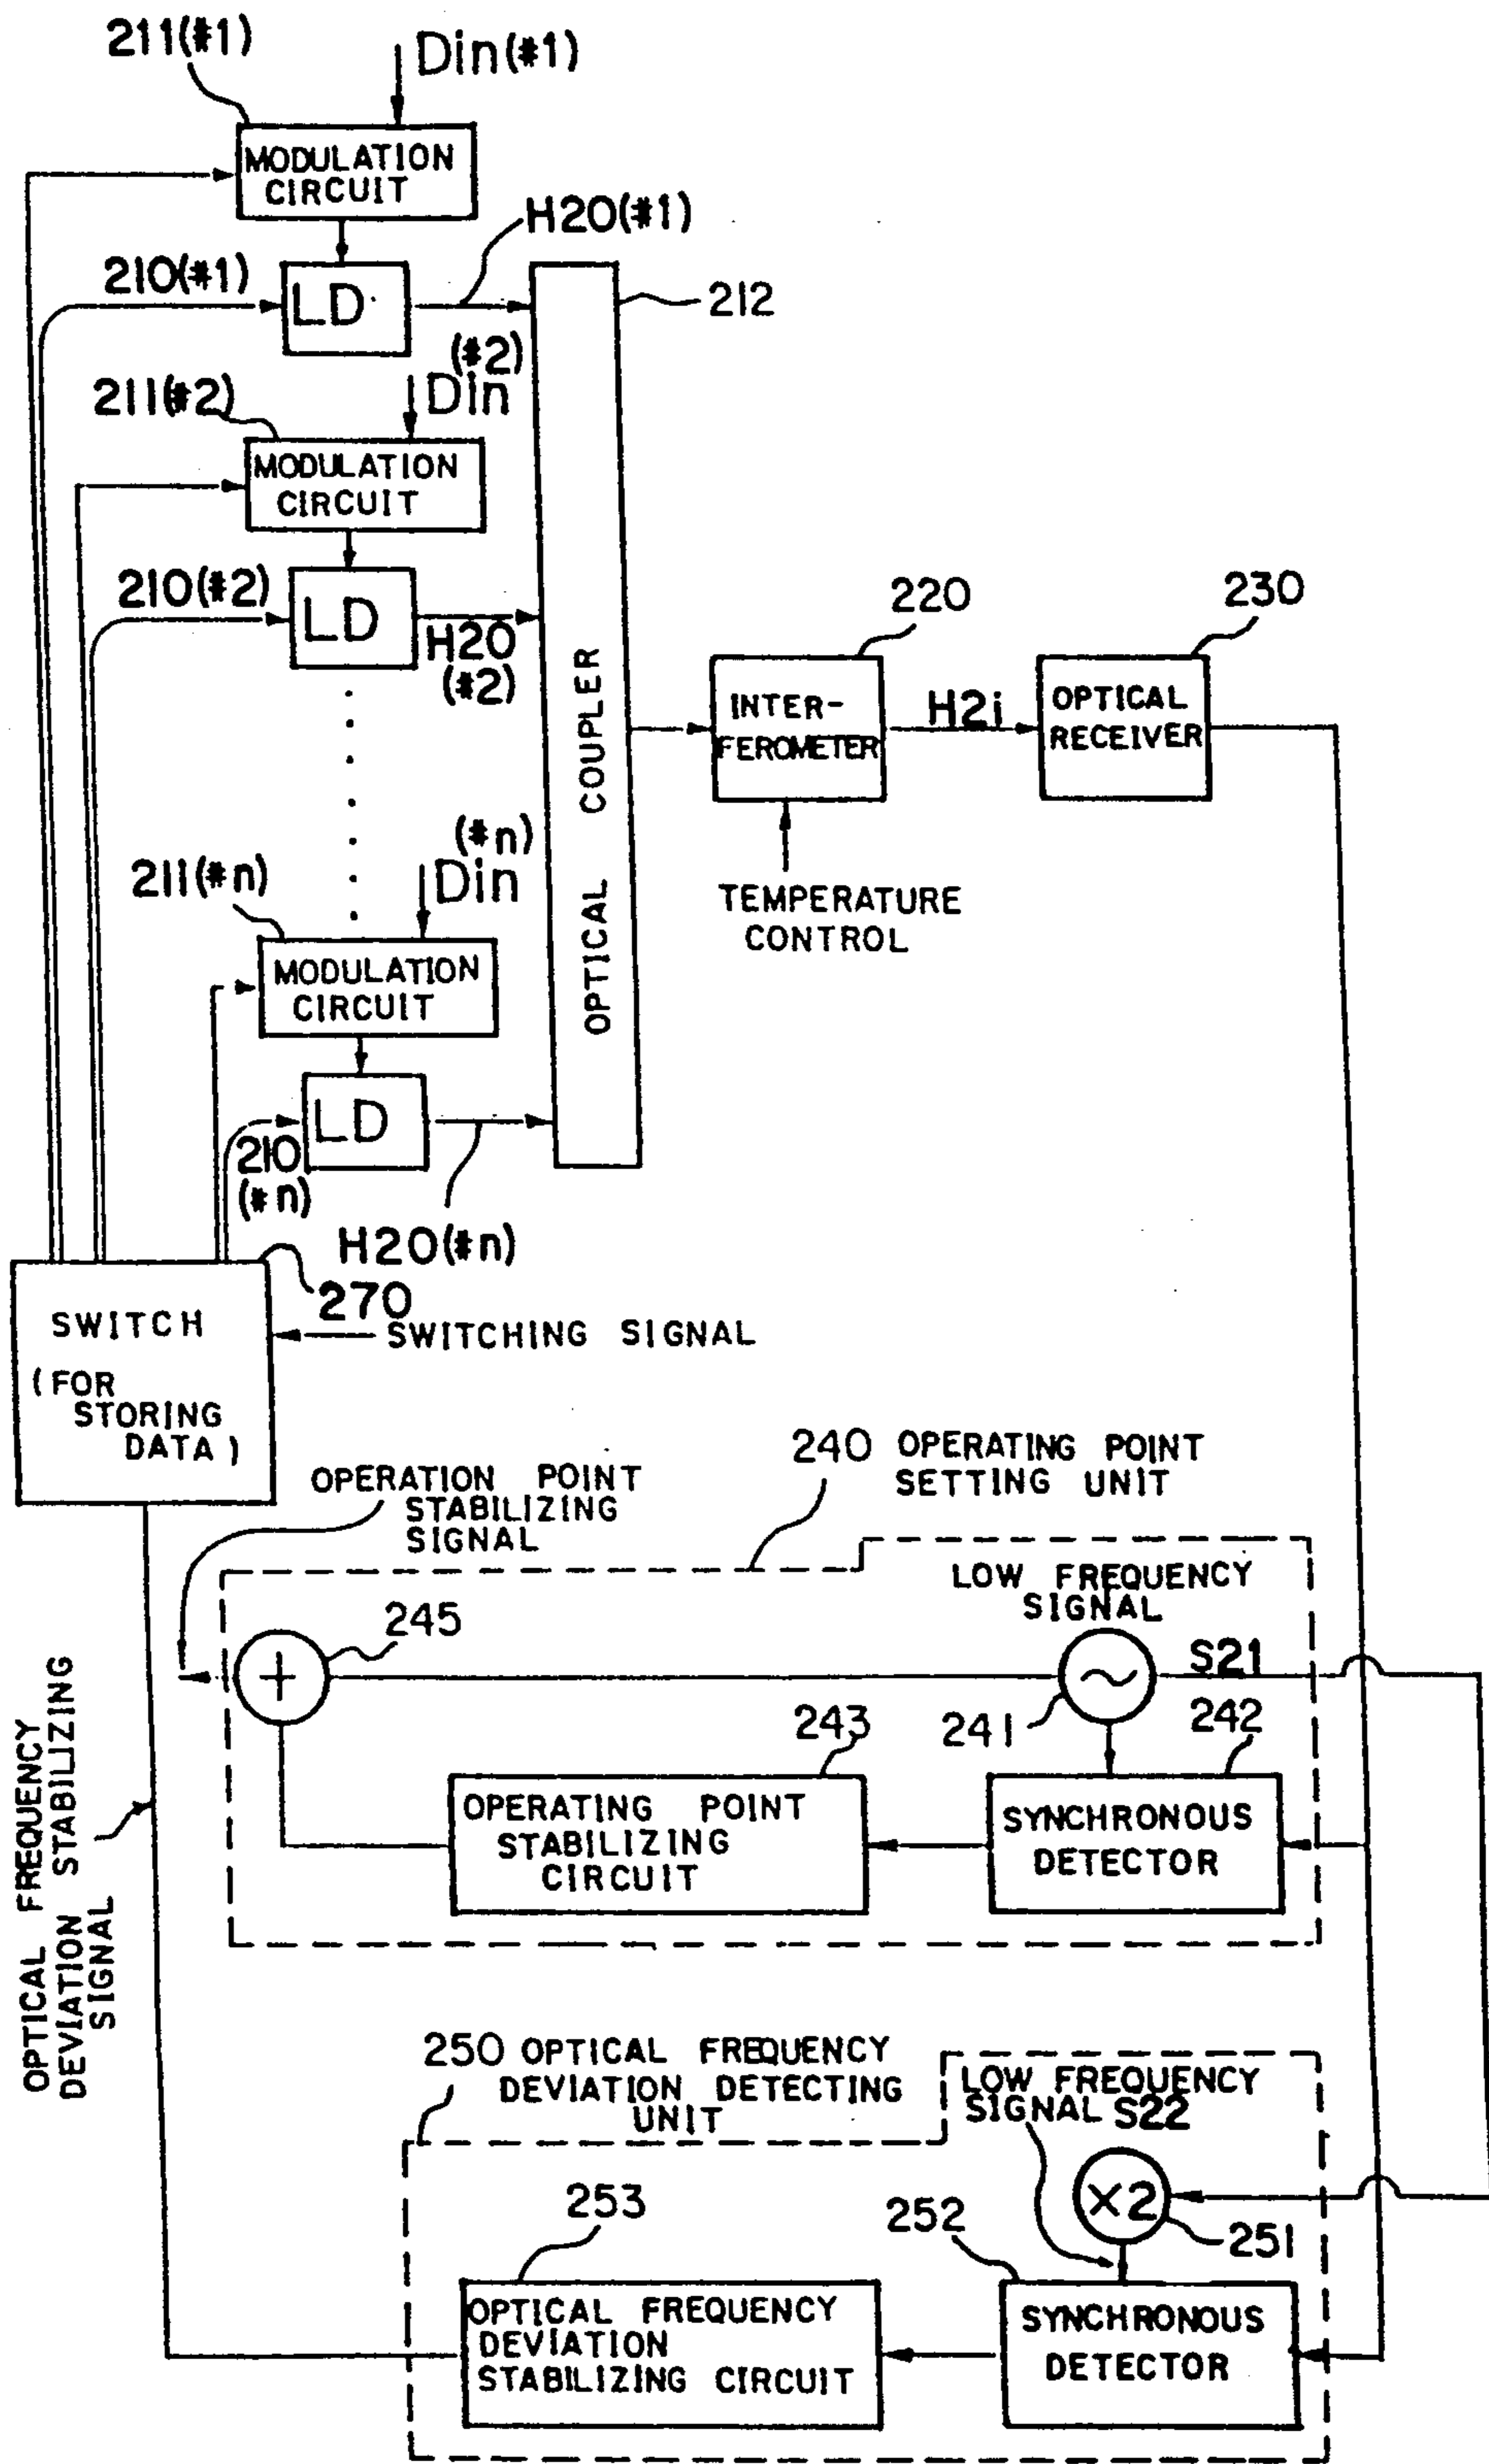 211(#1)
Din(#1)
MODULATION
CIRCUIT
H20(#1)
210(#1)
LD
212
(#2)
Din
211(#2)
MODULATION
CIRCUIT
210(#2)
LD
H20
(#2)
OPTICAL COUPLER
220
230
INTER-
FEROMETER
H2i
OPTICAL
RECEIVER
TEMPERATURE
CONTROL
(#n)
Din
211(#n)
MODULATION
CIRCUIT
LD
210
(#n)
H20(#n)
270
SWITCH
(FOR
STORING
DATA)
SWITCHING SIGNAL
OPERATION POINT
STABILIZING
SIGNAL
240 OPERATING POINT
SETTING UNIT
LOW FREQUENCY
SIGNAL
245
+
~
S21
241
242
243
OPERATING POINT
STABILIZING
CIRCUIT
SYNCHRONOUS
DETECTOR
OPTICAL FREQUENCY
DEVIATION STABILIZING
SIGNAL
250 OPTICAL FREQUENCY
DEVIATION DETECTING
UNIT
LOW FREQUENCY
SIGNAL S22
×2
251
252
253
OPTICAL FREQUENCY
DEVIATION
STABILIZING CIRCUIT
SYNCHRONOUS
DETECTOR